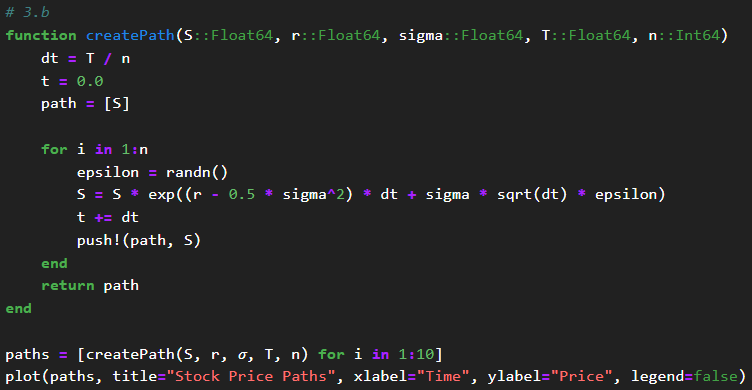 # 3.b
function createPath(S::Float64, r::Float64, sigma::Float64, T::Float64, n::Int64)
    dt = T / n
    t = 0.0
    path = [S]

    for i in 1:n
        epsilon = randn()
        S = S * exp((r - 0.5 * sigma^2) * dt + sigma * sqrt(dt) * epsilon)
        t += dt
        push!(path, S)
    end
    return path
end

paths = [createPath(S, r, σ, T, n) for i in 1:10]
plot(paths, title="Stock Price Paths", xlabel="Time", ylabel="Price", legend=false)